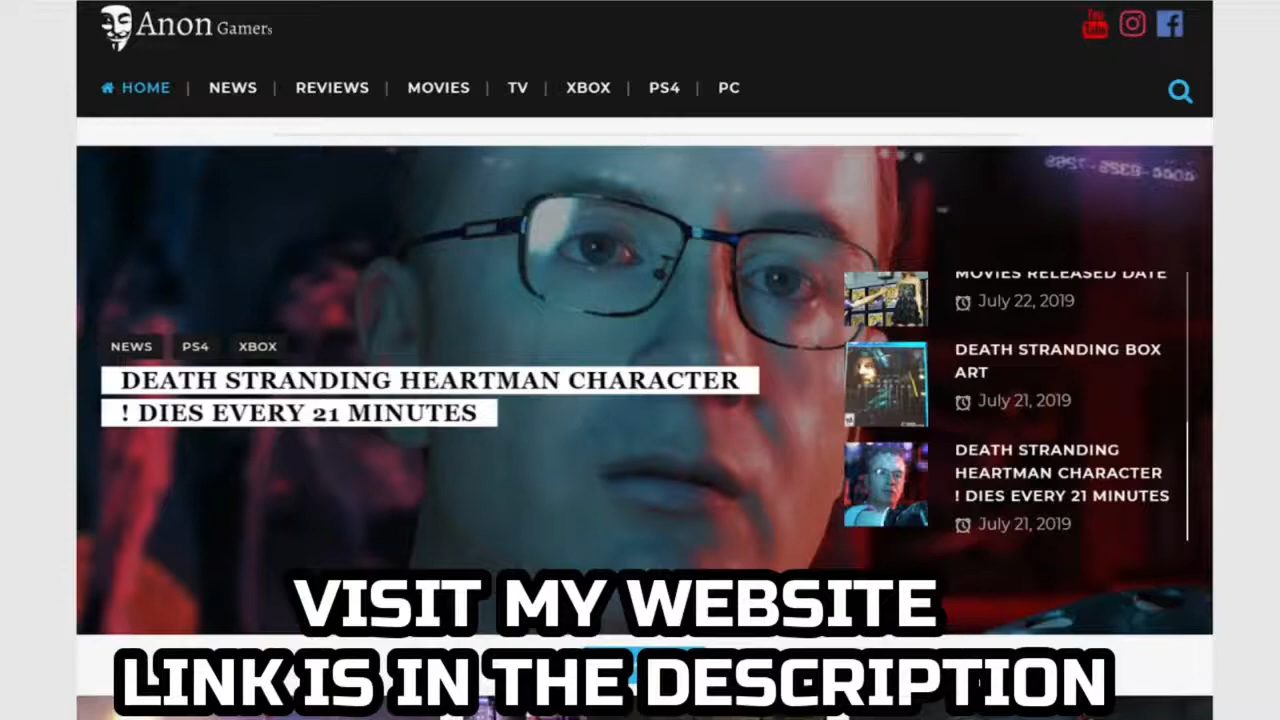 Anon Gamers
You
Tube
HOME | NEWS | REVIEWS | MOVIES | TV | XBOX | PS4 | PC
MOVIES RELEASED DATE
July 22, 2019
NEWS PS4 XBOX
DEATH STRANDING HEARTMAN CHARACTER
! DIES EVERY 21 MINUTES
DEATH STRANDING BOX
ART
July 21, 2019
DEATH STRANDING
HEARTMAN CHARACTER
! DIES EVERY 21 MINUTES
July 21, 2019
VISIT MY WEBSITE
LINK IS IN THE DESCRIPTION